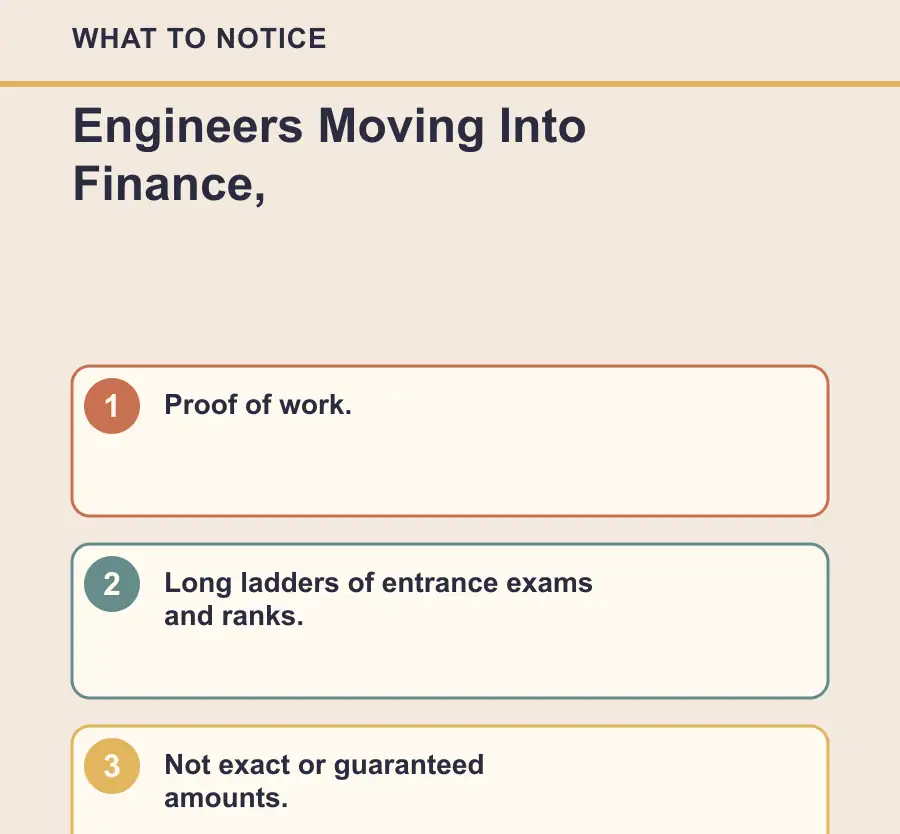 WHAT TO NOTICE
Engineers Moving Into
Finance,
1
Proof of work.
2
Long ladders of entrance exams
and ranks.
3
Not exact or guaranteed
amounts.